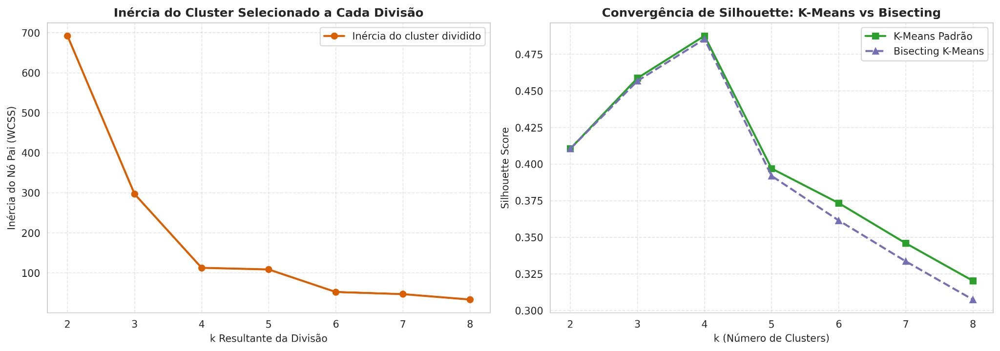 Inércia do Cluster Selecionado a Cada Divisão
700
600
500
400
300
200
100
Inércia do Nó Pai (WCSS)
Inércia do cluster dividido
2 3 4 5 6 7 8
k Resultante da Divisão
Convergência de Silhouette: K-Means vs Bisecting
0.475
0.450
0.425
0.400
0.375
0.350
0.325
0.300
Silhouette Score
K-Means Padrão
Bisecting K-Means
2 3 4 5 6 7 8
k (Número de Clusters)